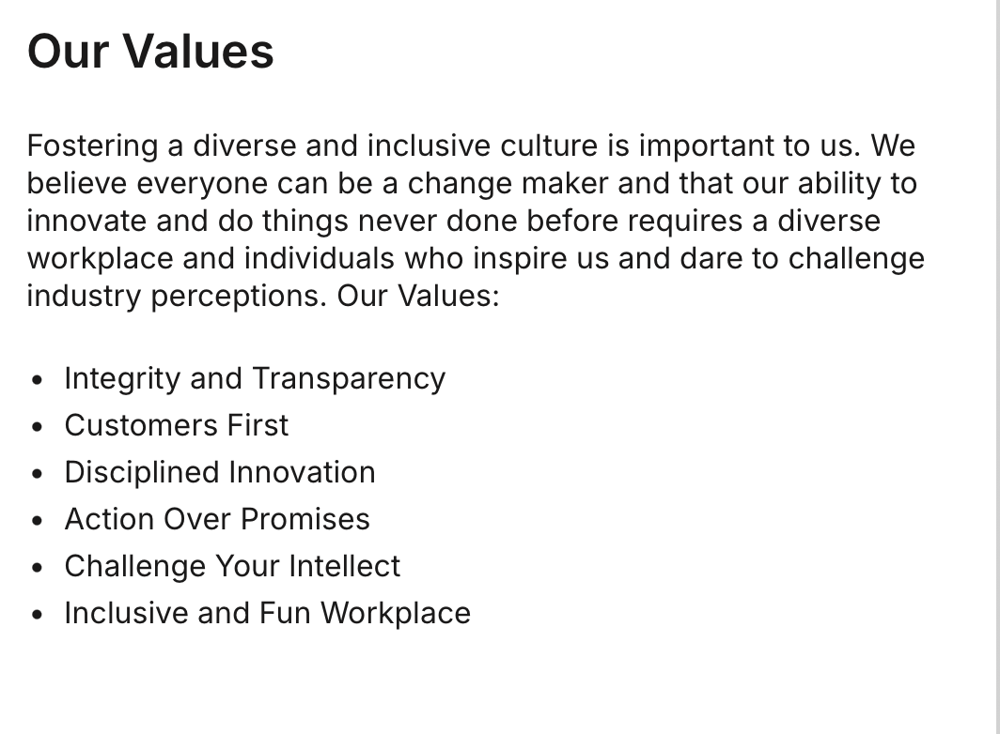 Our Values
Fostering a diverse and inclusive culture is important to us. We
believe everyone can be a change maker and that our ability to
innovate and do things never done before requires a diverse
workplace and individuals who inspire us and dare to challenge
industry perceptions. Our Values:
• Integrity and Transparency
• Customers First
• Disciplined Innovation
• Action Over Promises
• Challenge Your Intellect
• Inclusive and Fun Workplace